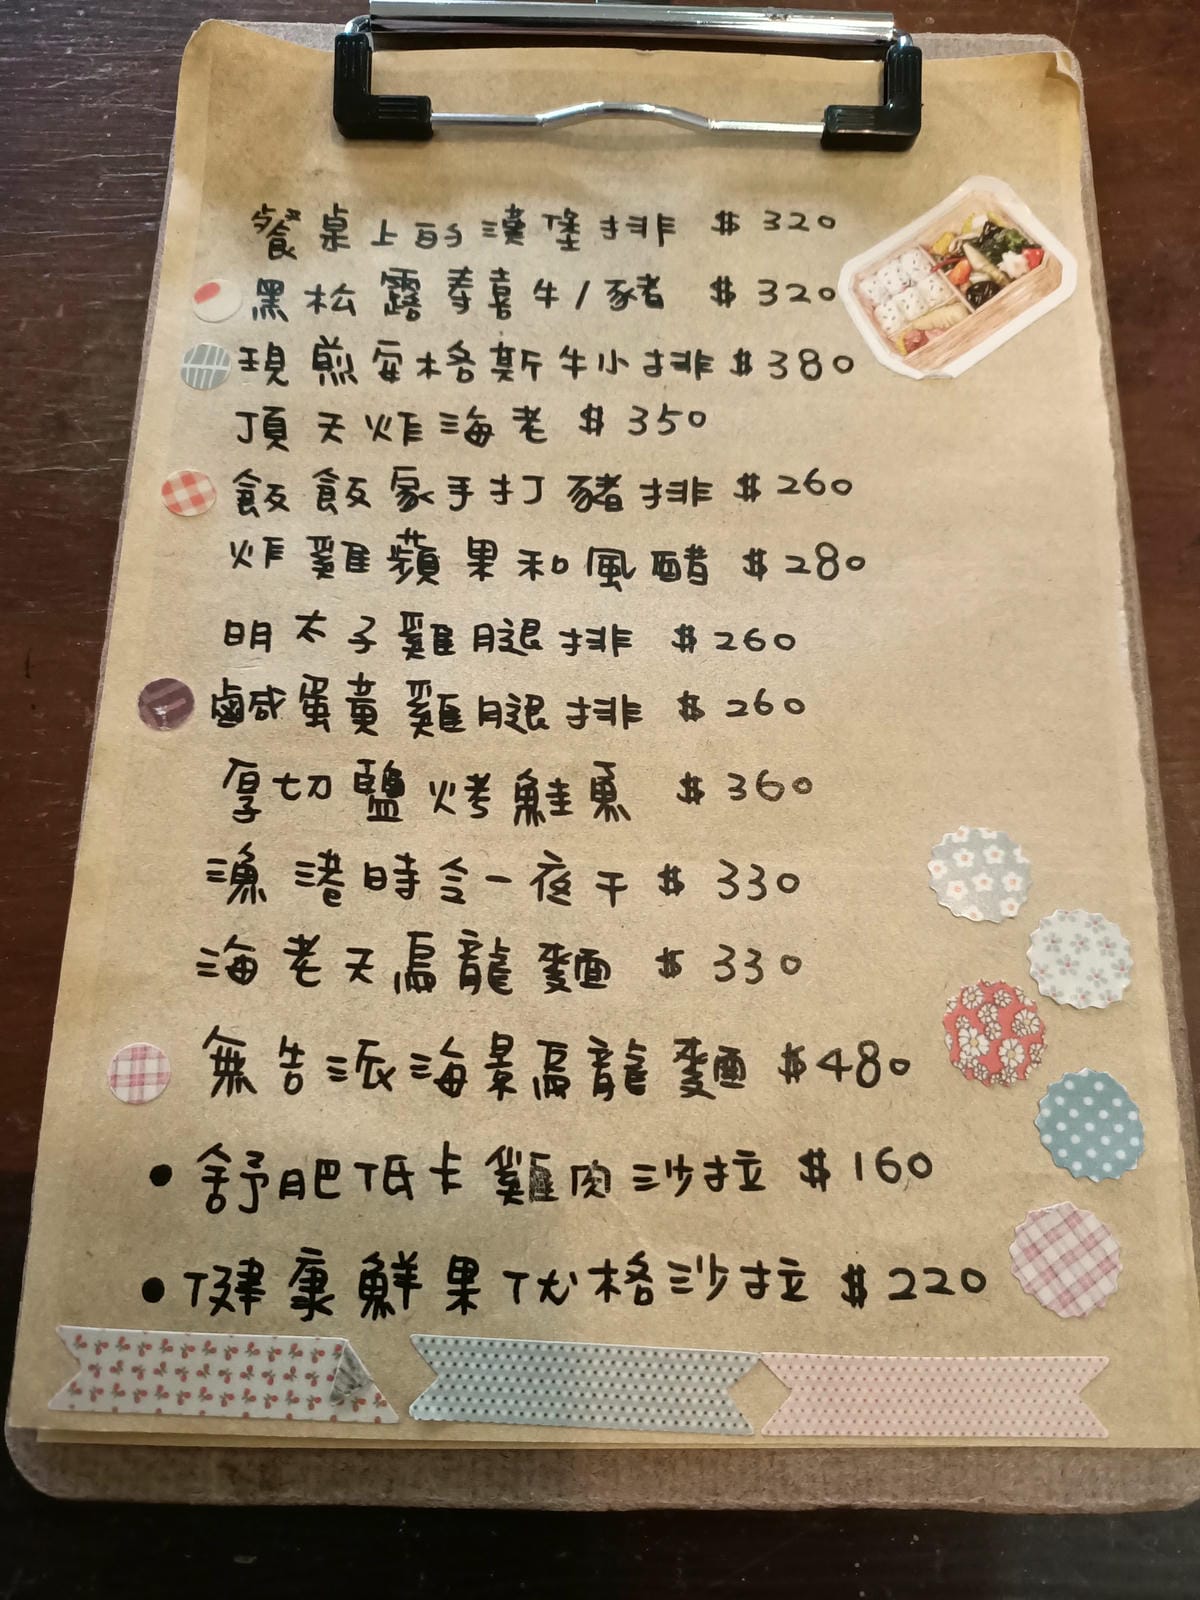 餐桌上的漢堡排 $320
黑松露壽喜牛/豬 $320
現煎安格斯牛小排 $380
頂天炸海老 $350
飯飯家手打豬排 $260
炸雞蘋果和風醋 $280
明太子雞腿排 $260
鹹蛋黃雞腿排 $260
厚切鹽烤鮭魚 $360
漁港時令一夜干 $330
海老天烏龍麵 $330
無告派海景烏龍麵 $480
• 舒肥低卡雞肉沙拉 $160
• 健康鮮果优格沙拉 $220